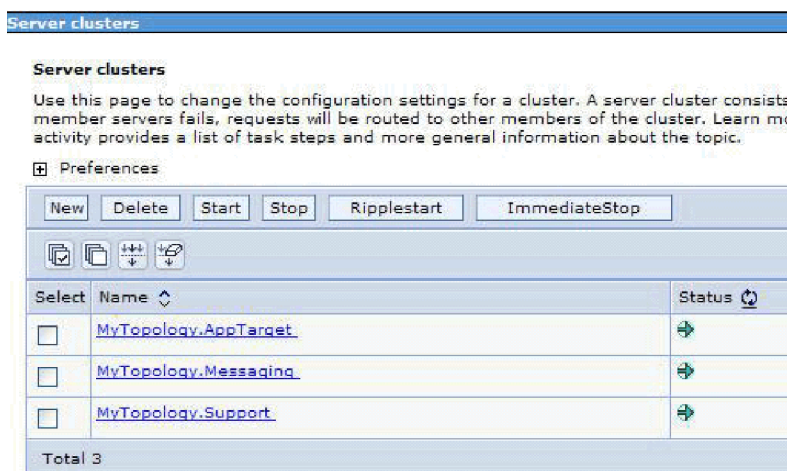 Server clusters
Server clusters
Use this page to change the configuration settings for a cluster. A server cluster consists
member servers fails, requests will be routed to other members of the cluster. Learn mo
activity provides a list of task steps and more general information about the topic.
Preferences
New Delete Start Stop Ripplestart ImmediateStop
Select Name Status
MyTopology.AppTarget
MyTopology.Messaging
MyTopology.Support
Total 3